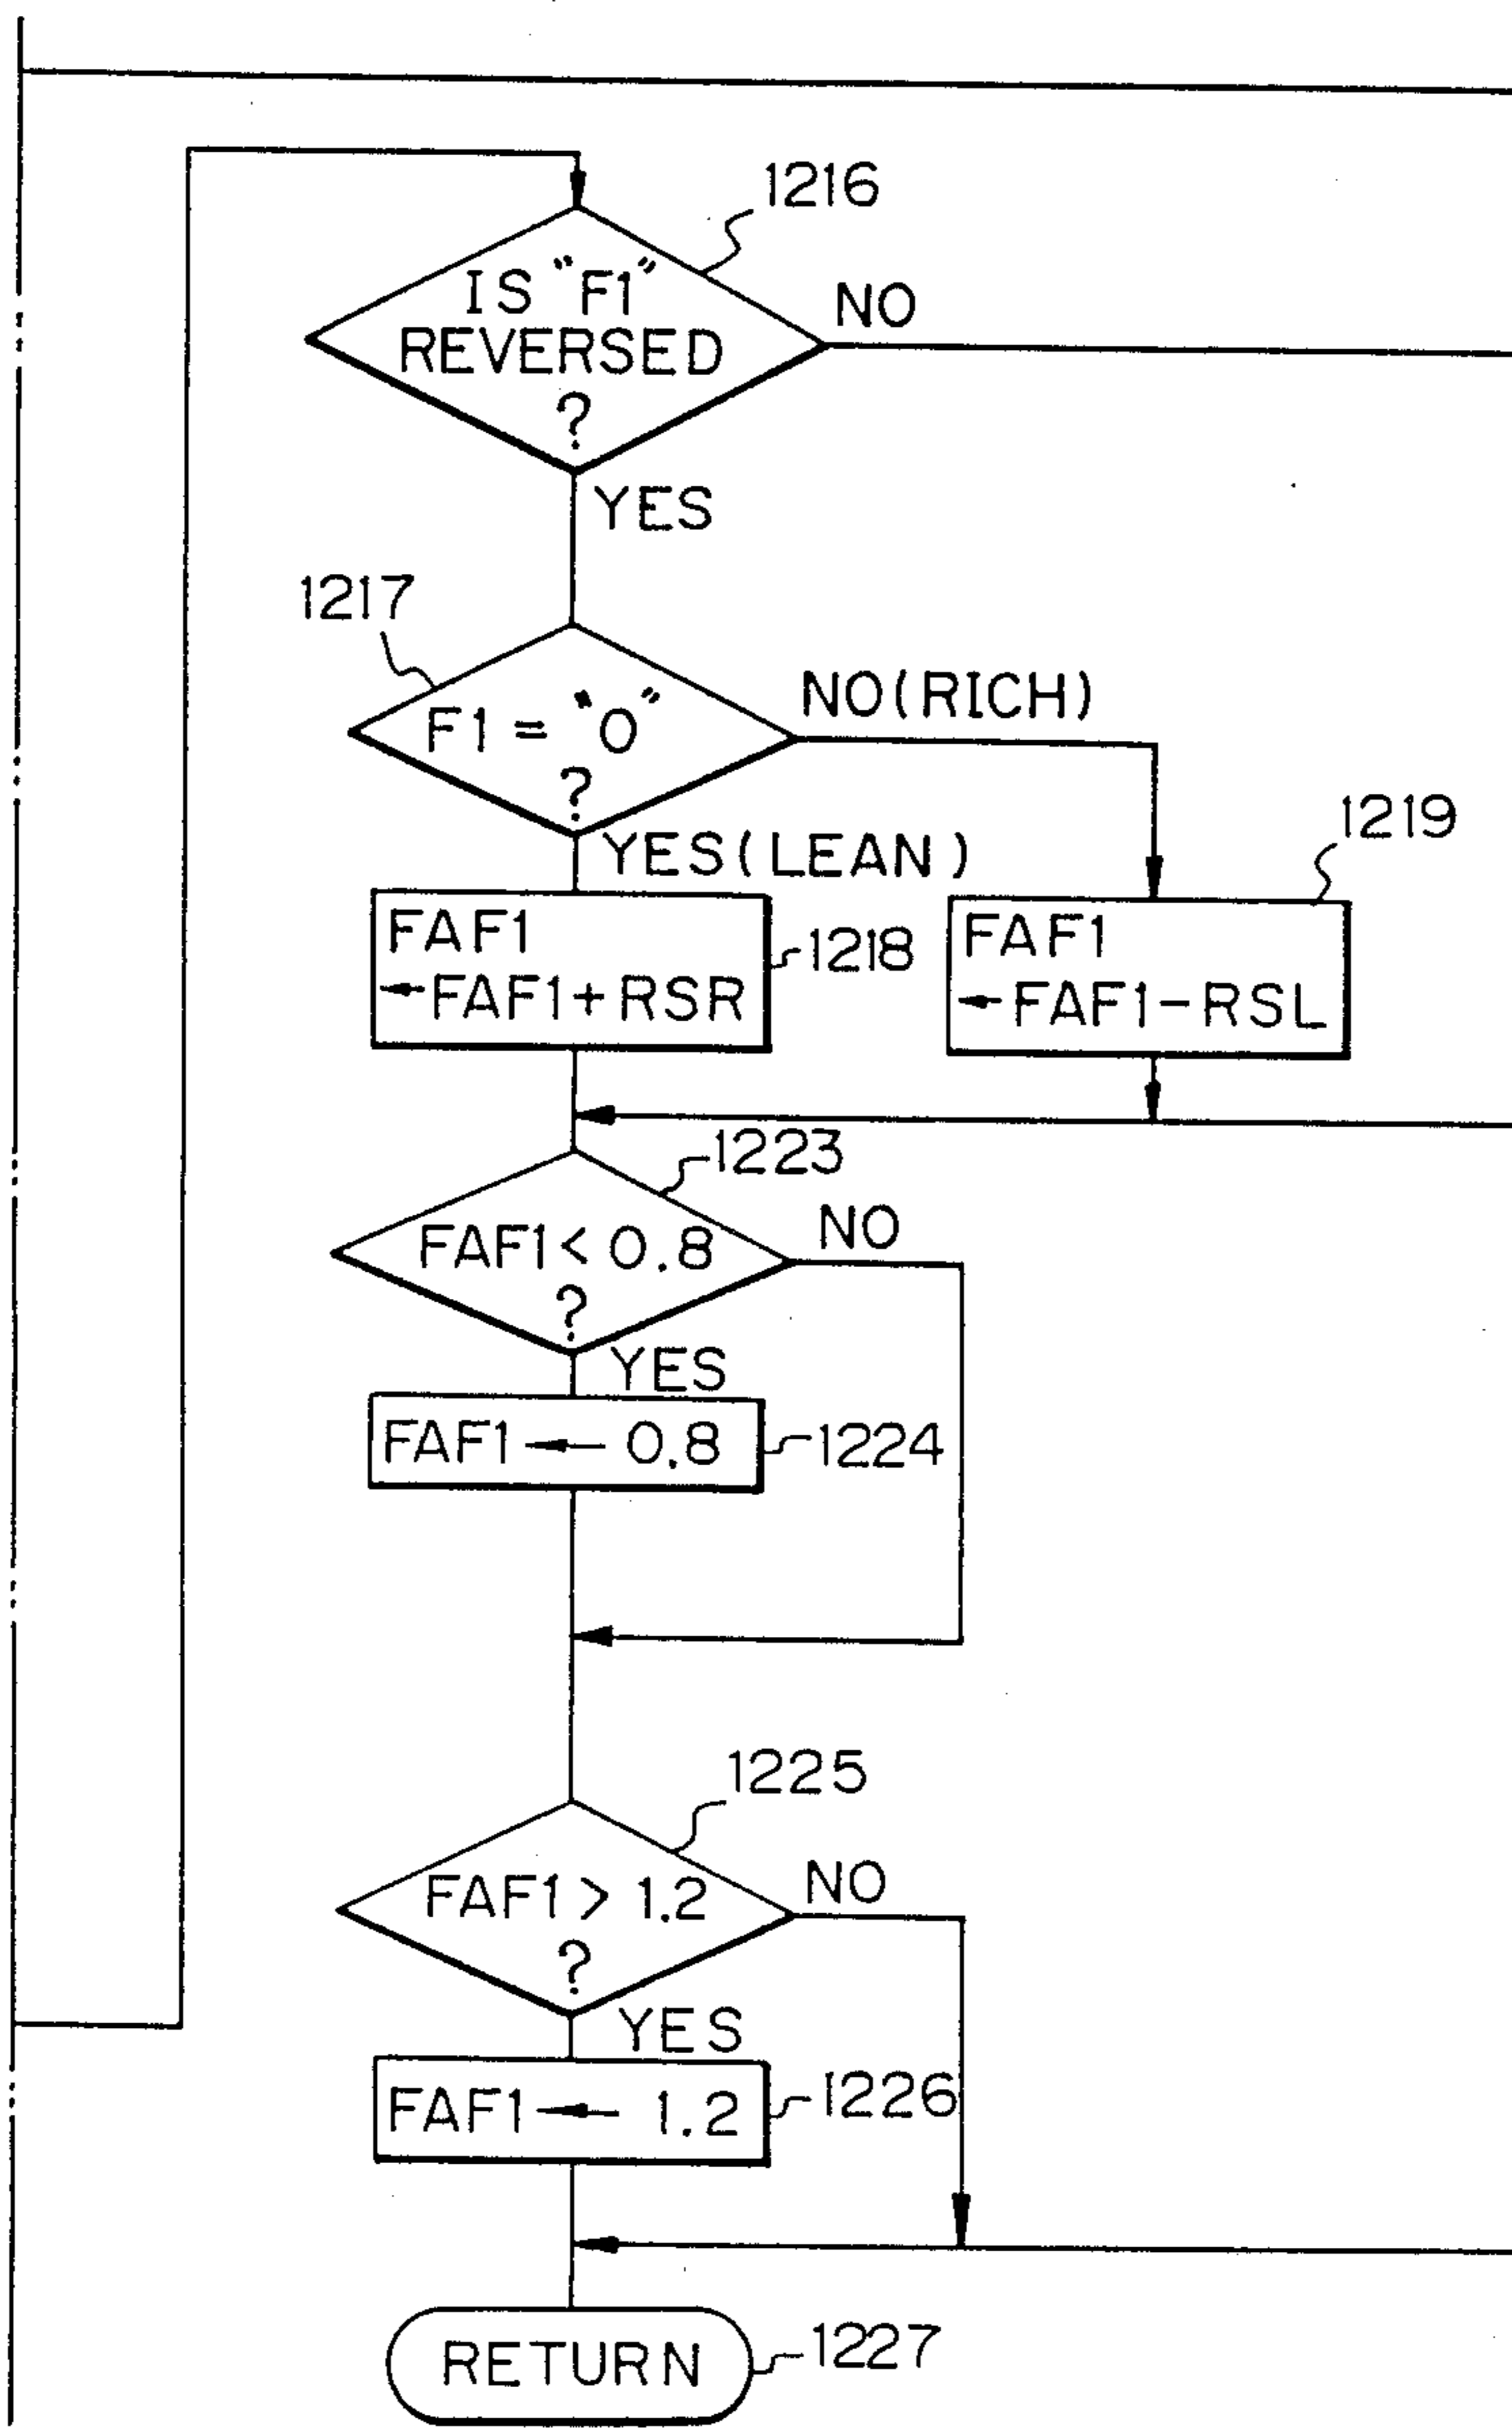 1216
IS "F1"
REVERSED
?
NO
YES
1217
F1 = "0"
?
NO(RICH)
YES(LEAN)
1219
FAF1
←FAF1+RSR
1218
FAF1
←FAF1-RSL
1223
FAF1< 0.8
?
NO
YES
FAF1 ← 0.8
1224
1225
FAF1 > 1.2
?
NO
YES
FAF1 ← 1.2
1226
RETURN
1227